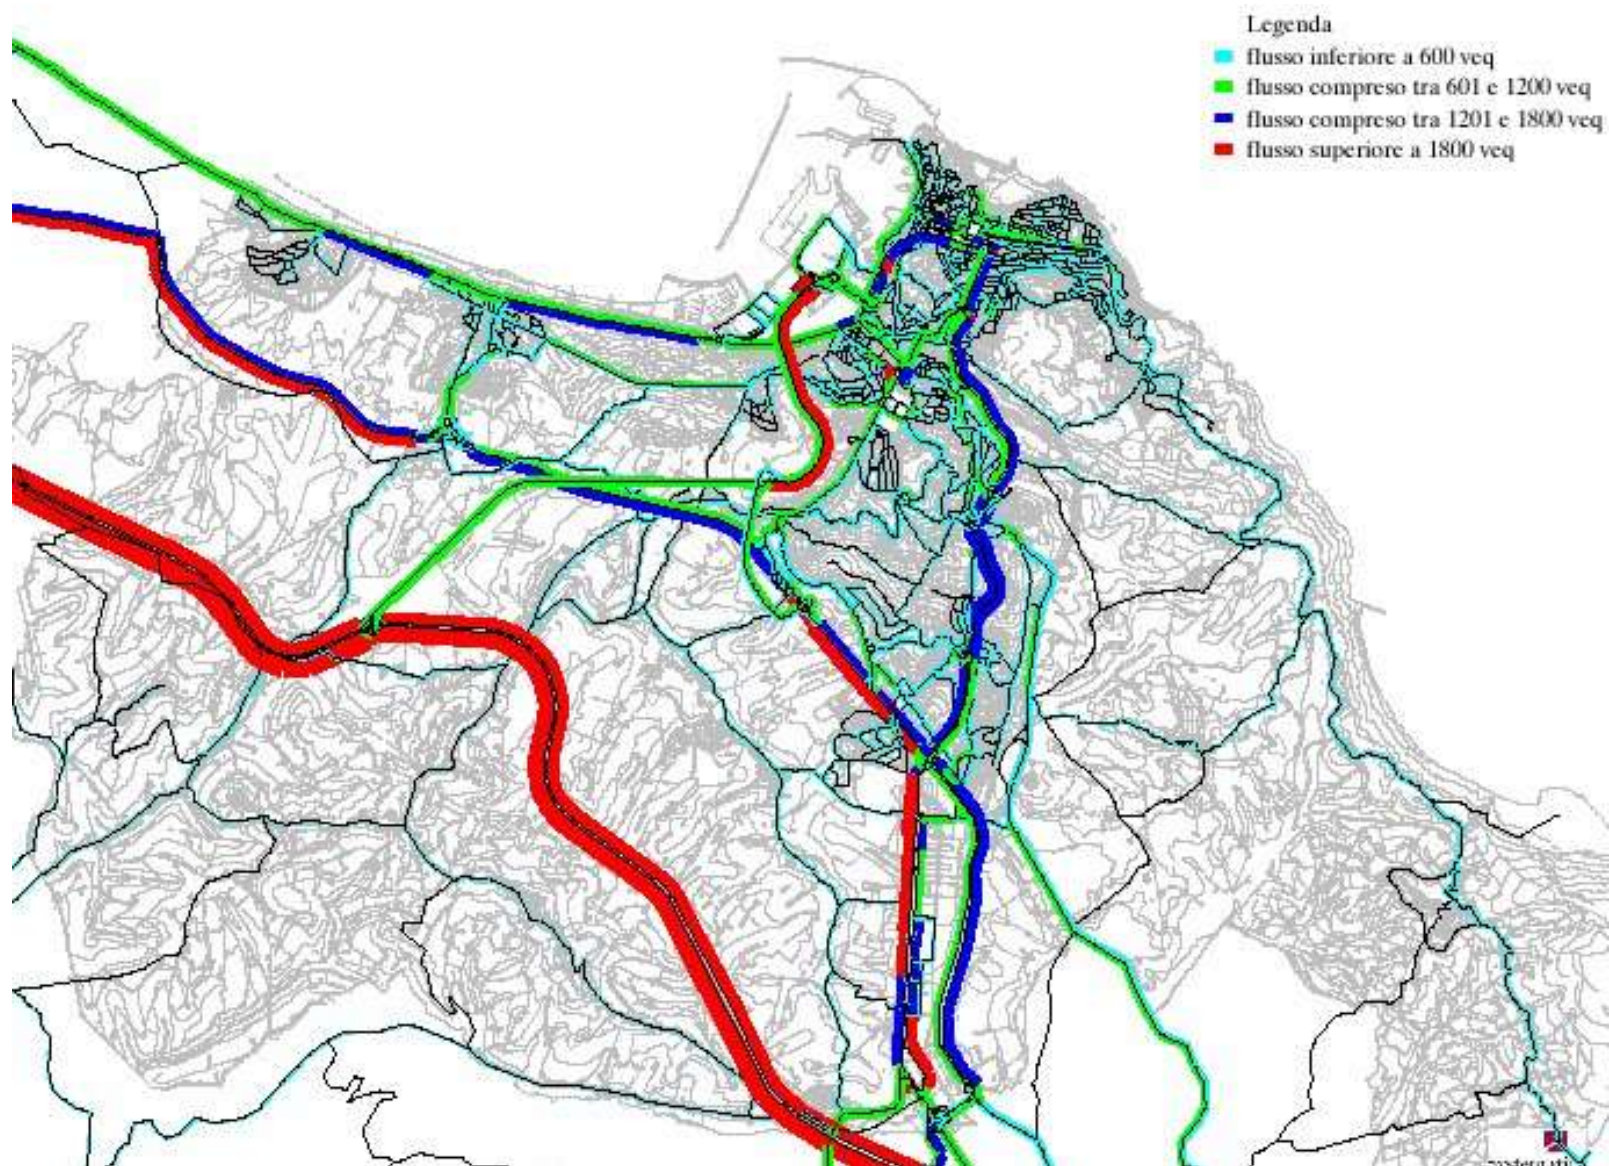 Legenda
flusso inferiore a 600 veq
flusso compreso tra 601 e 1200 veq
flusso compreso tra 1201 e 1800 veq
flusso superiore a 1800 veq